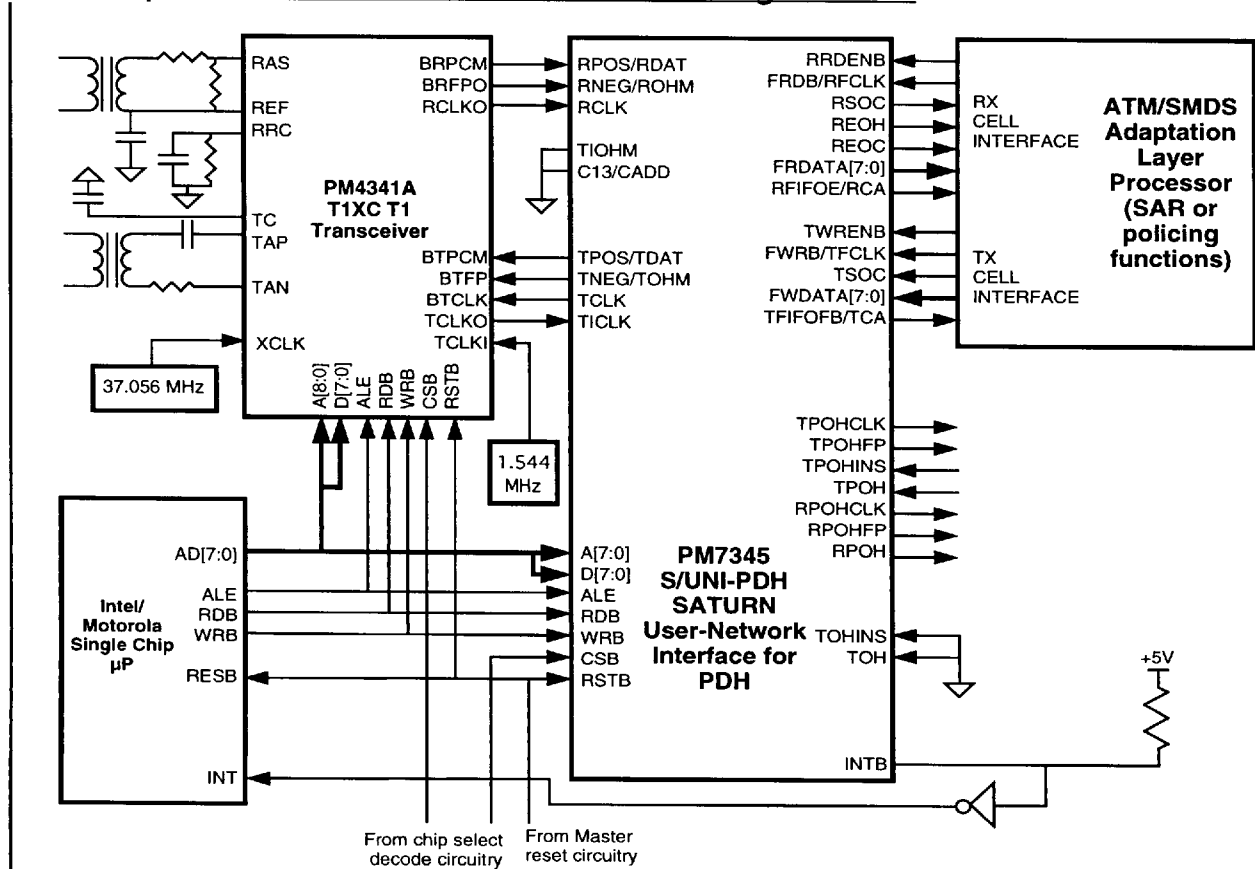 RAS
REF
RRC
TC
TAP
TAN
XCLK
BRPCM
BRFPO
RCLKO
PM4341A
T1XC T1
Transceiver
BTPCM
BTFP
BTCLK
TCLKO
TCLKI
A[8:0]
D[7:0]
ALE
RDB
WRB
CSB
RSTB
37.056 MHz
1.544
MHz
RPOS/RDAT
RNEG/ROHM
RCLK
TIOHM
C13/CADD
TPOS/TDAT
TNEG/TOHM
TCLK
TICLK
RRDENB
FRDB/RFCLK
RSOC
REOH
REOC
FRDATA[7:0]
RFIFOE/RCA
TWRENB
FWRB/TFCLK
TSOC
FWDATA[7:0]
TFIFOFB/TCA
RX
CELL
INTERFACE
TX
CELL
INTERFACE
ATM/SMDS
Adaptation
Layer
Processor
(SAR or
policing
functions)
TPOHCLK
TPOHFP
TPOHINS
TPOH
RPOHCLK
RPOHFP
RPOH
AD[7:0]
ALE
RDB
WRB
RESB
INT
Intel/
Motorola
Single Chip
µP
A[7:0]
D[7:0]
ALE
RDB
WRB
CSB
RSTB
PM7345
S/UNI-PDH
SATURN
User-Network
Interface for
PDH
TOHINS
TOH
INTB
+5V
From chip select
decode circuitry
From Master
reset circuitry